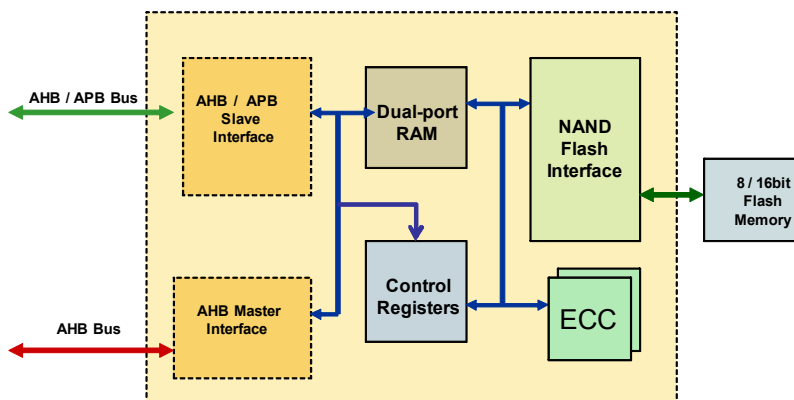 AHB / APB Bus
AHB / APB
Slave
Interface
Dual-port
RAM
NAND
Flash
Interface
8 / 16bit
Flash
Memory
Control
Registers
ECC
AHB Master
Interface
AHB Bus